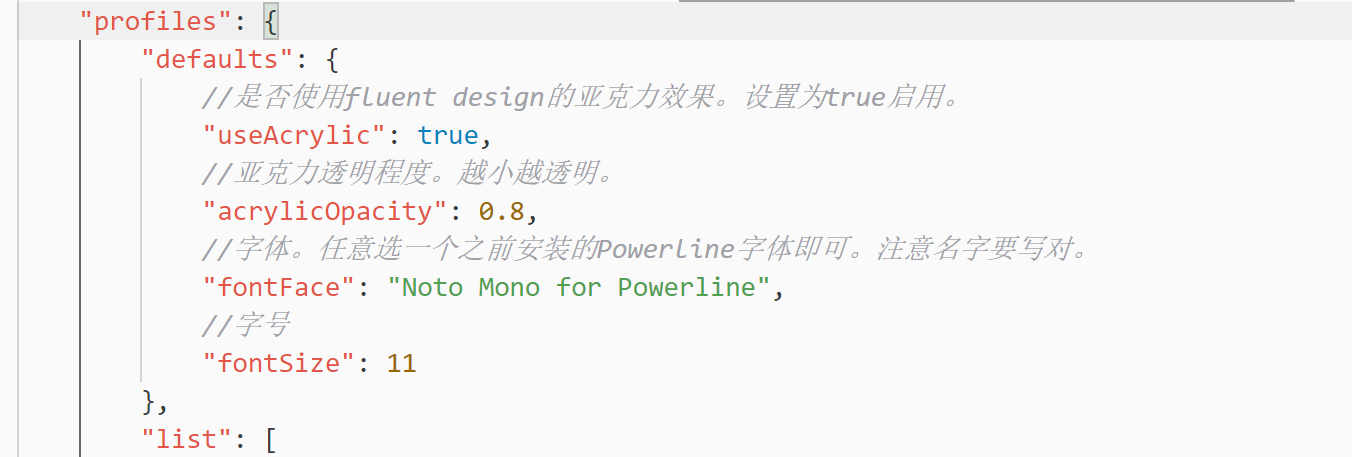 "profiles": {
"defaults": {
//是否使用fluent design的亚克力效果。设置为true启用。
"useAcrylic": true,
//亚克力透明程度。越小越透明。
"acrylicOpacity": 0.8,
//字体。任意选一个之前安装的Powerline字体即可。注意名字要写对。
"fontFace": "Noto Mono for Powerline",
//字号
"fontSize": 11
},
"list": [